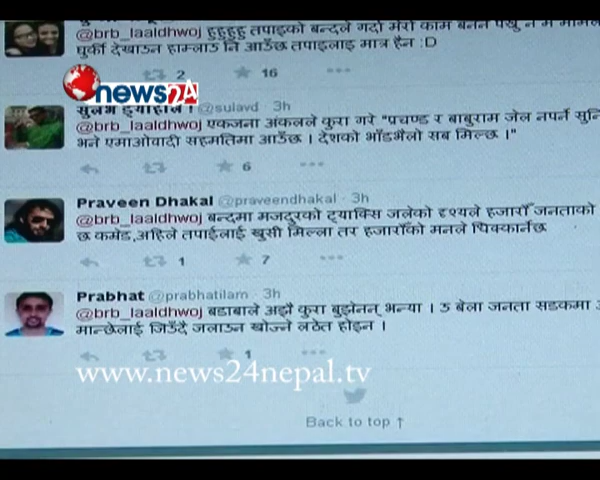 @brb_laaldhwoj हुहुहुहु तपाइको बन्दले गर्दा मेरो काम बनेन पर्खु न म
घुर्की देखाउन हाम्लाउ नि आउँछ तपाइलाइ मात्र हैन :D
2 16
news24
@sulavd 3h
@brb_laaldhwoj एकजना अंकलले कुरा गरे "प्रचण्ड र बाबुराम जेल नपर्ने
भने एमाओवादी सहमतिमा आउँछ । देशको भाँडभैलो सब मिल्छ ।"
6
Praveen Dhakal @praveendhakal · 3h
@brb_laaldhwoj बन्दमा मजदुरको ट्याक्सि जलेको दृश्यले हजारौँ जनताको
छ कमेड,अहिले तपाईलाई खुसी मिल्ला तर हजारौँको मनले धिक्कार्नेछ
1 7
Prabhat @prabhatilam · 3h
@brb_laaldhwoj बडाबाले अझै कुरा बुझेनन् भन्या । उ बेला जनता सडकमा
मान्छेलाई जिउँदै जलाउन खोज्ने लठैत होइन ।
1
www.news24nepal.tv
Back to top ↑